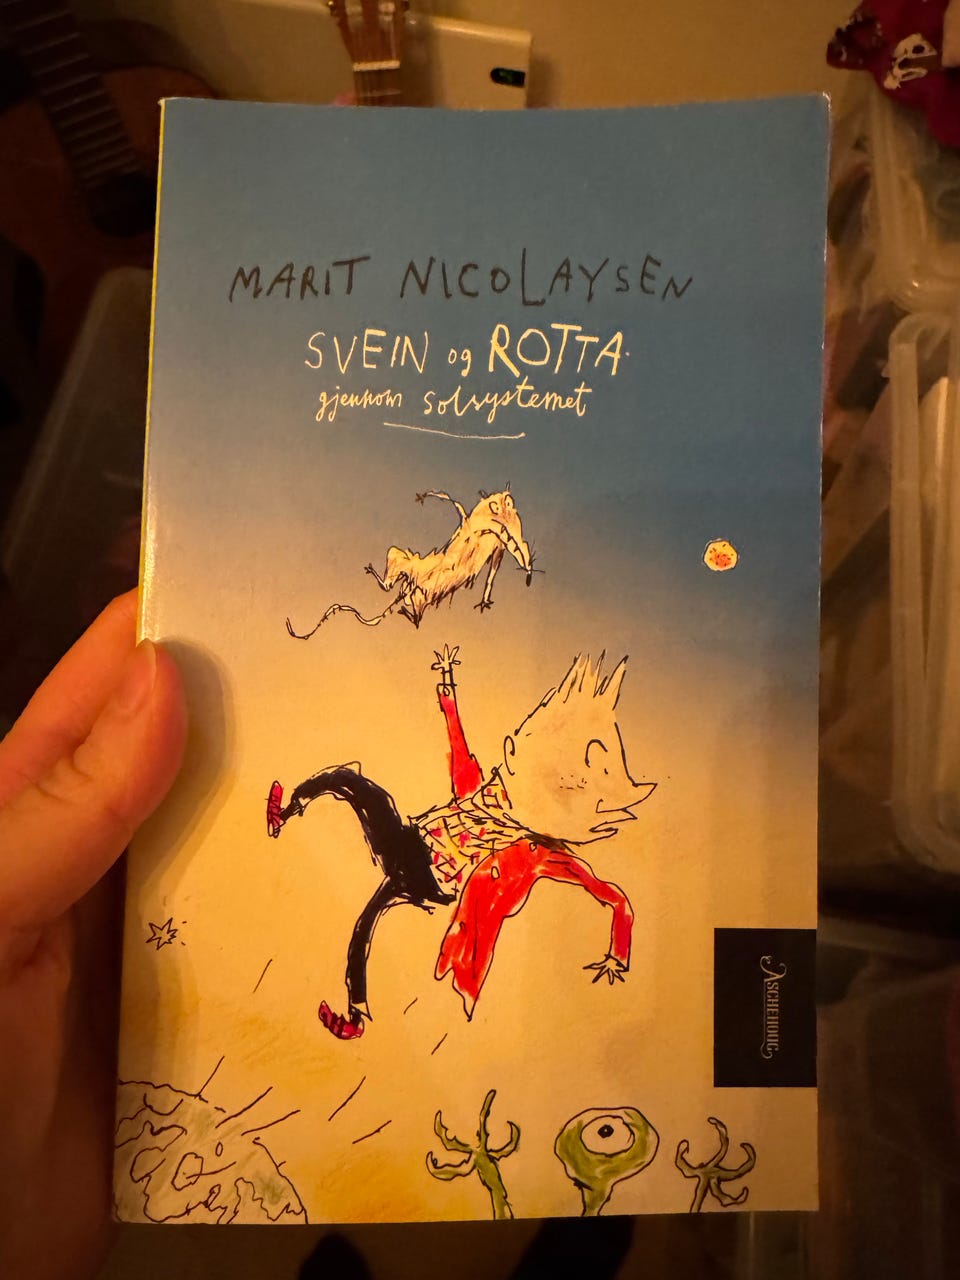 MARIT NICOLAYSEN
SVEIN og ROTTA
gjennom solsystemet
ASCHEHOUG